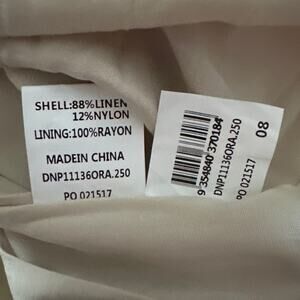 SHELL:88%LINEN
12%NYLON
LINING:100%RAYON
MADEIN CHINA
DNP11136ORA.250
PO 021517
9 354840 370184
DNP11136ORA.250
PO 021517
08